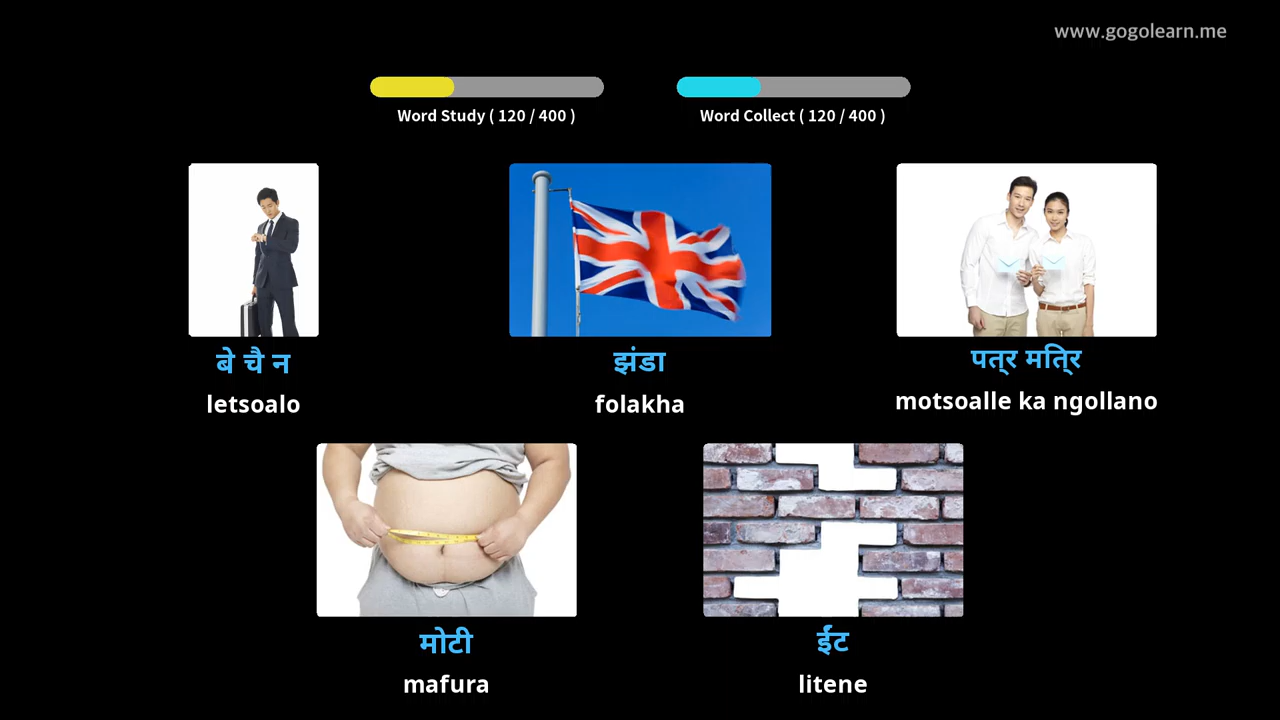 www.gogolearn.me
Word Study ( 120 / 400 )
Word Collect ( 120 / 400 )
बे चै न
letsoalo
झंडा
folakha
पत्र मित्रि
motsoalle ka ngollano
मोटी
mafura
ईंट
litene